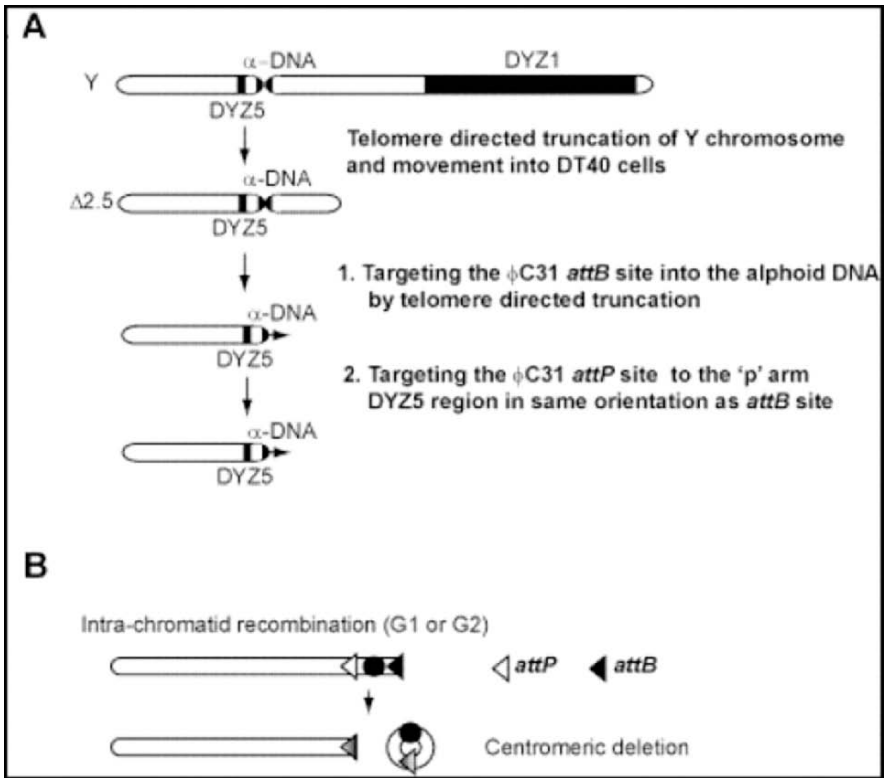 A
α-DNA
DYZ1
Y
DYZ5
Telomere directed truncation of Y chromosome
and movement into DT40 cells
α-DNA
Δ2.5
DYZ5
1. Targeting the ϕC31 attB site into the alphoid DNA
by telomere directed truncation
α-DNA
DYZ5
2. Targeting the ϕC31 attP site to the ‘p’ arm
DYZ5 region in same orientation as attB site
α-DNA
DYZ5
B
Intra-chromatid recombination (G1 or G2)
attP
attB
Centromeric deletion